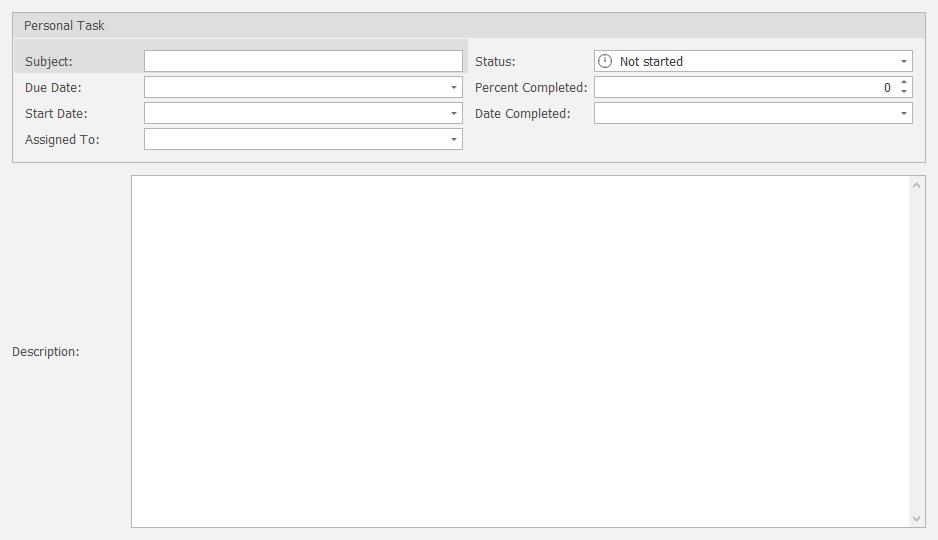 Personal Task
Subject:
Status: Not started
Due Date:
Percent Completed: 0
Start Date:
Date Completed:
Assigned To:
Description: